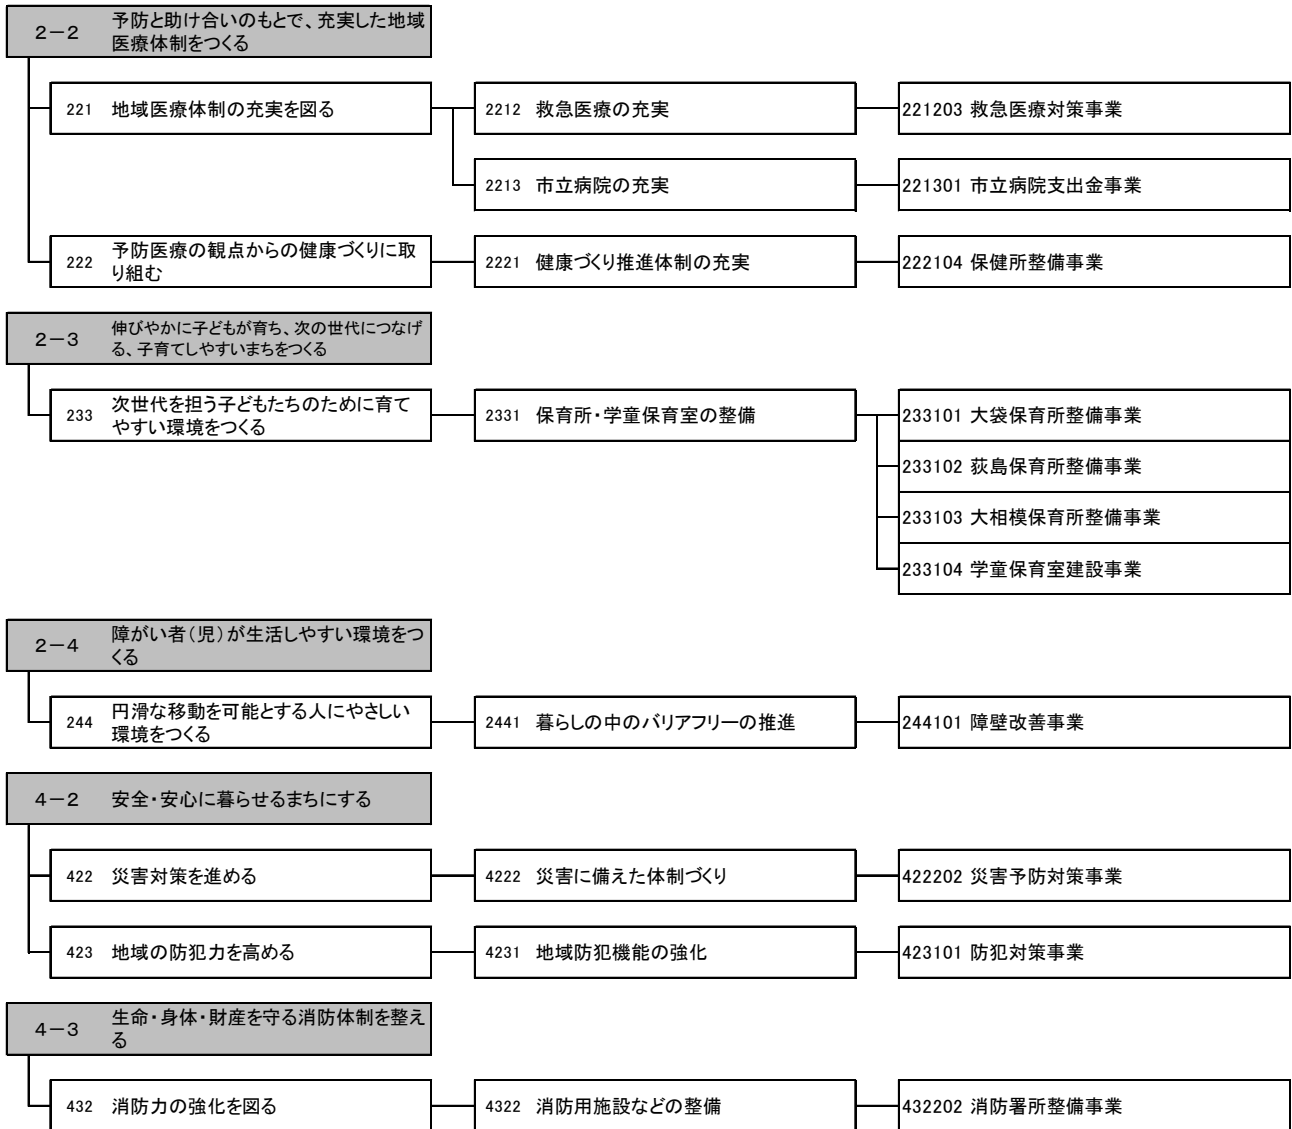 2－2 予防と助け合いのもとで、充実した地域
医療体制をつくる
221 地域医療体制の充実を図る
2212 救急医療の充実
221203 救急医療対策事業
2213 市立病院の充実
221301 市立病院支出金事業
222 予防医療の観点からの健康づくりに取
り組む
2221 健康づくり推進体制の充実
222104 保健所整備事業
2－3 伸びやかに子どもが育ち、次の世代につなげ
る、子育てしやすいまちをつくる
233 次世代を担う子どもたちのために育て
やすい環境をつくる
2331 保育所・学童保育室の整備
233101 大袋保育所整備事業
233102 荻島保育所整備事業
233103 大相模保育所整備事業
233104 学童保育室建設事業
2－4 障がい者（児）が生活しやすい環境をつ
くる
244 円滑な移動を可能とする人にやさしい
環境をつくる
2441 暮らしの中のバリアフリーの推進
244101 障壁改善事業
4－2 安全・安心に暮らせるまちにする
422 災害対策を進める
4222 災害に備えた体制づくり
422202 災害予防対策事業
423 地域の防犯力を高める
4231 地域防犯機能の強化
423101 防犯対策事業
4－3 生命・身体・財産を守る消防体制を整え
る
432 消防力の強化を図る
4322 消防用施設などの整備
432202 消防署所整備事業